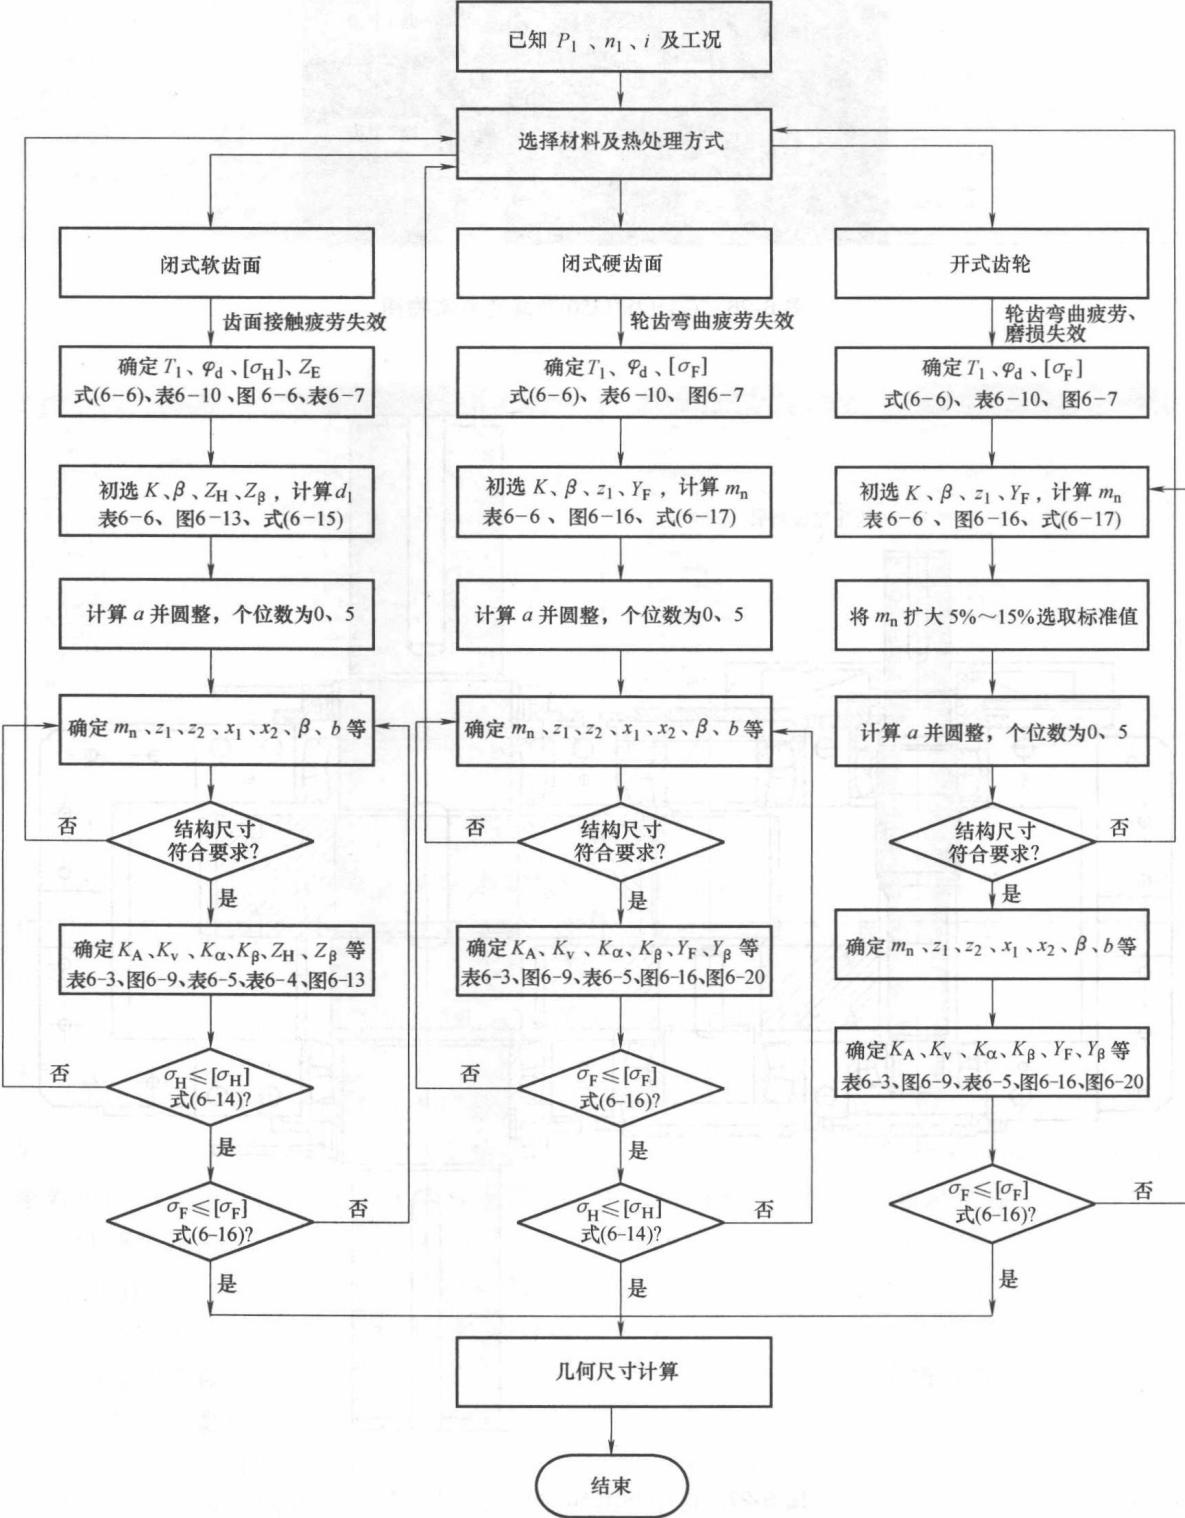 已知 P₁、n₁、i 及工况
选择材料及热处理方式
闭式软齿面
齿面接触疲劳失效
确定 T₁、φd、[σH]、ZE
式(6-6)、表6-10、图6-6、表6-7
初选 K、β、ZH、Zβ，计算d₁
表6-6、图6-13、式(6-15)
计算 a 并圆整，个位数为0、5
确定 mn、z₁、z₂、x₁、x₂、β、b 等
结构尺寸
符合要求?
否
是
确定 KA、Kv、Kα、Kβ、ZH、Zβ 等
表6-3、图6-9、表6-5、表6-4、图6-13
σH≤[σH]
式(6-14)?
否
是
σF≤[σF]
式(6-16)?
否
是
闭式硬齿面
轮齿弯曲疲劳失效
确定 T₁、φd、[σF]
式(6-6)、表6-10、图6-7
初选 K、β、z₁、YF，计算 mn
表6-6、图6-16、式(6-17)
计算 a 并圆整，个位数为0、5
确定 mn、z₁、z₂、x₁、x₂、β、b 等
结构尺寸
符合要求?
否
是
确定 KA、Kv、Kα、Kβ、YF、Yβ 等
表6-3、图6-9、表6-5、图6-16、图6-20
σF≤[σF]
式(6-16)?
否
是
σH≤[σH]
式(6-14)?
否
是
开式齿轮
轮齿弯曲疲劳、
磨损失效
确定 T₁、φd、[σF]
式(6-6)、表6-10、图6-7
初选 K、β、z₁、YF，计算 mn
表6-6、图6-16、式(6-17)
将 mn 扩大 5%～15%选取标准值
计算 a 并圆整，个位数为0、5
结构尺寸
符合要求?
否
是
确定 mn、z₁、z₂、x₁、x₂、β、b 等
确定 KA、Kv、Kα、Kβ、YF、Yβ 等
表6-3、图6-9、表6-5、图6-16、图6-20
σF≤[σF]
式(6-16)?
否
是
几何尺寸计算
结束